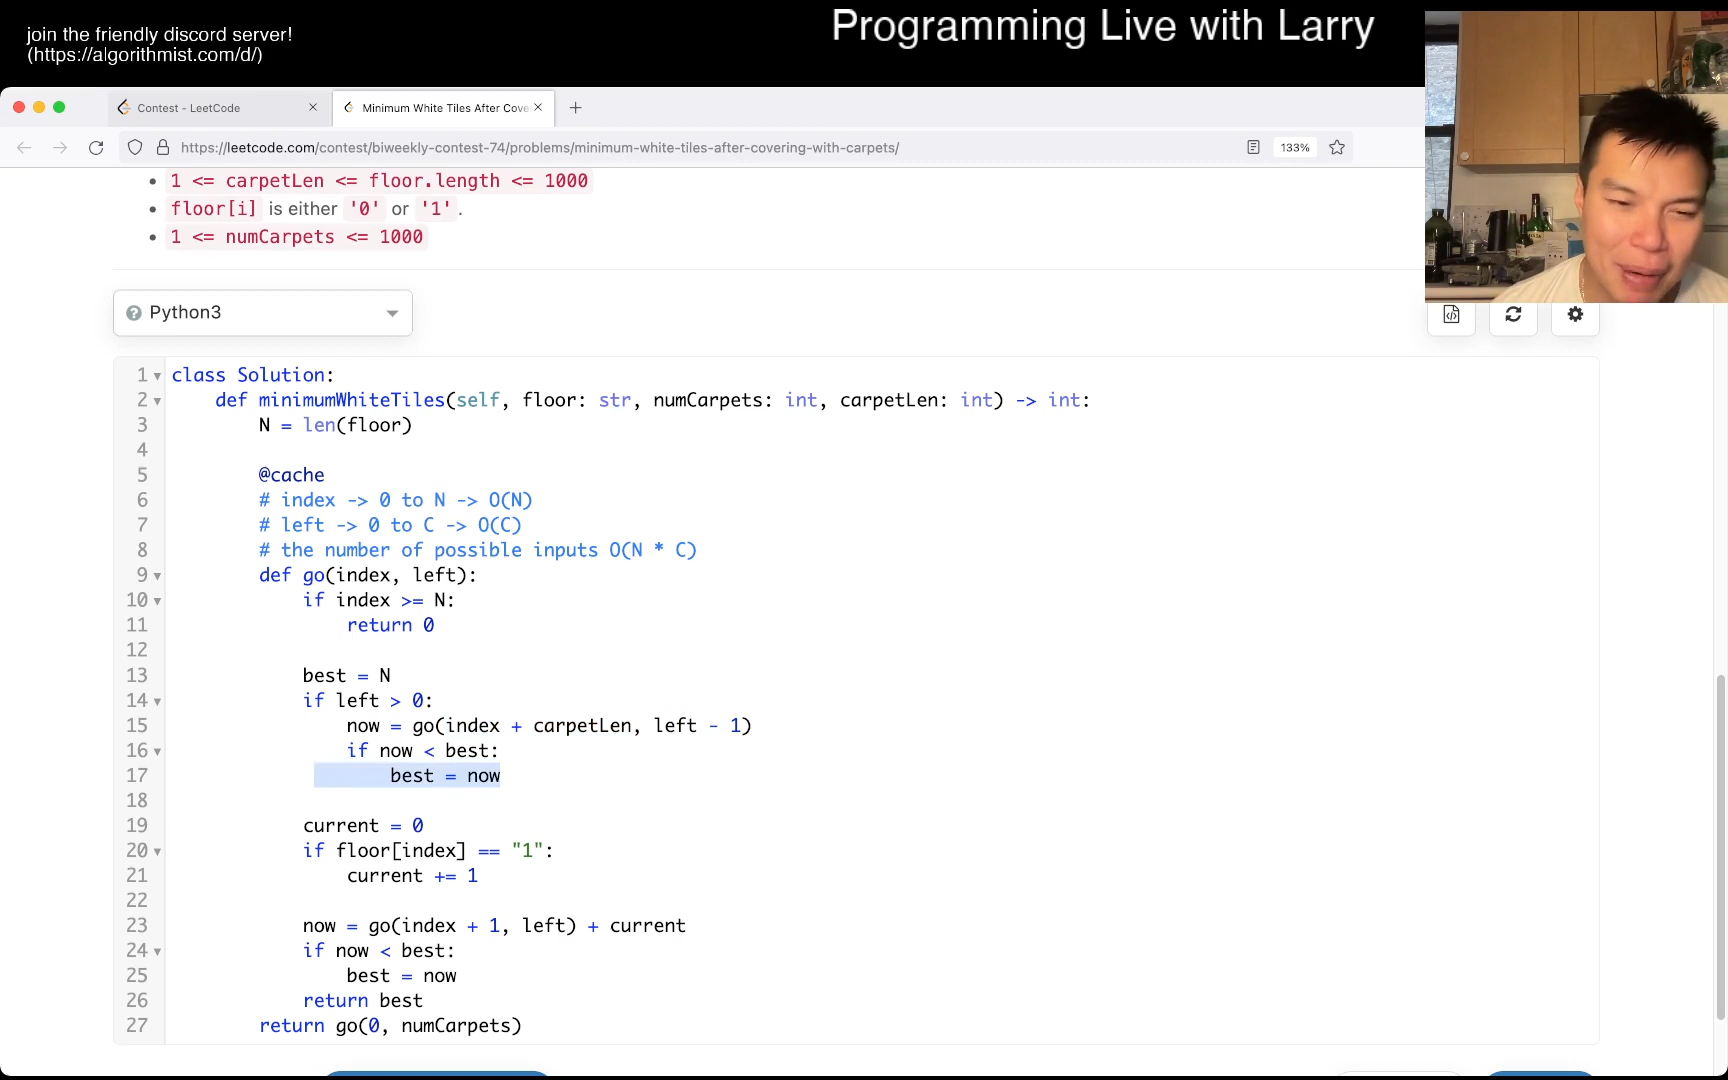 join the friendly discord server!
(https://algorithmist.com/d/)
Programming Live with Larry
Contest - LeetCode
Minimum White Tiles After Cove
https://leetcode.com/contest/biweekly-contest-74/problems/minimum-white-tiles-after-covering-with-carpets/
133%
• 1 <= carpetLen <= floor.length <= 1000
• floor[i] is either '0' or '1'.
• 1 <= numCarpets <= 1000
Python3
1 class Solution:
2     def minimumWhiteTiles(self, floor: str, numCarpets: int, carpetLen: int) -> int:
3         N = len(floor)
4
5         @cache
6         # index -> 0 to N -> O(N)
7         # left -> 0 to C -> O(C)
8         # the number of possible inputs O(N * C)
9         def go(index, left):
10             if index >= N:
11                 return 0
12
13             best = N
14             if left > 0:
15                 now = go(index + carpetLen, left - 1)
16                 if now < best:
17                     best = now
18
19             current = 0
20             if floor[index] == "1":
21                 current += 1
22
23             now = go(index + 1, left) + current
24             if now < best:
25                 best = now
26             return best
27         return go(0, numCarpets)